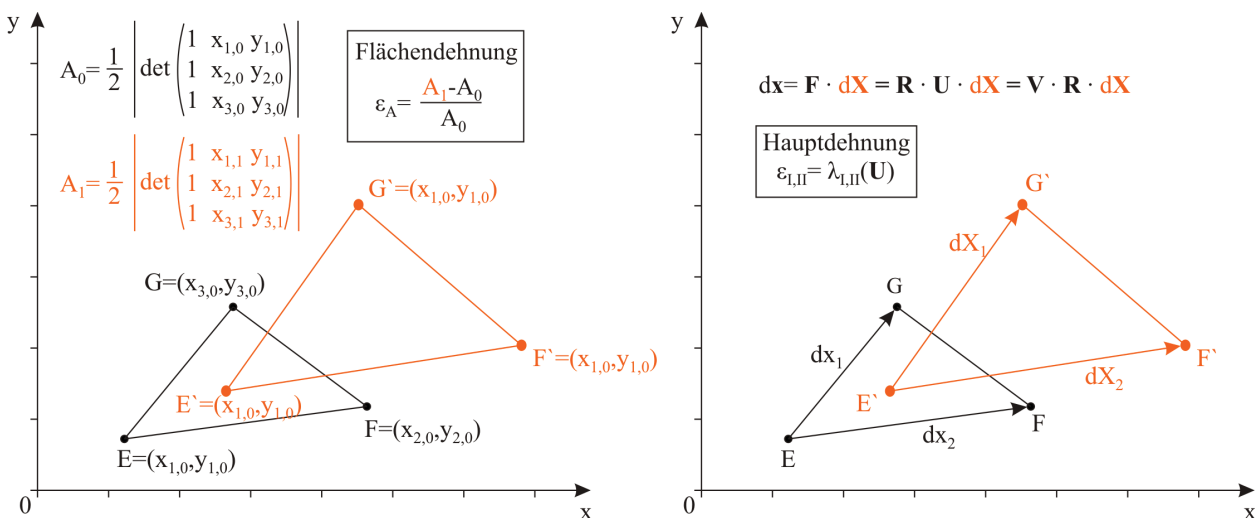 y
A₀= 1/2 |det (1 x₁,₀ y₁,₀
1 x₂,₀ y₂,₀
1 x₃,₀ y₃,₀)|
Flächendehnung
εA= A₁-A₀
A₀
A₁= 1/2 |det (1 x₁,₁ y₁,₁
1 x₂,₁ y₂,₁
1 x₃,₁ y₃,₁)|
G`=(x₁,₀,y₁,₀)
G=(x₃,₀,y₃,₀)
F`=(x₁,₀,y₁,₀)
E`=(x₁,₀,y₁,₀)
F=(x₂,₀,y₂,₀)
E=(x₁,₀,y₁,₀)
0
x
y
dx= F · dX = R · U · dX = V · R · dX
Hauptdehnung
εI,II= λI,II(U)
G`
dX₁
G
dx₁
F`
dX₂
E`
F
dx₂
E
0
x